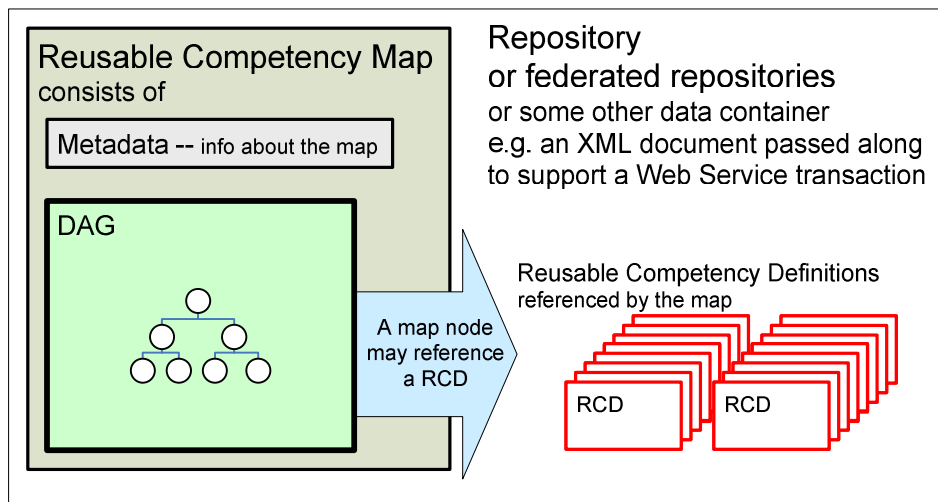 Reusable Competency Map
consists of
Metadata -- info about the map
DAG
A map node
may reference
a RCD
Repository
or federated repositories
or some other data container
e.g. an XML document passed along
to support a Web Service transaction
Reusable Competency Definitions
referenced by the map
RCD
RCD